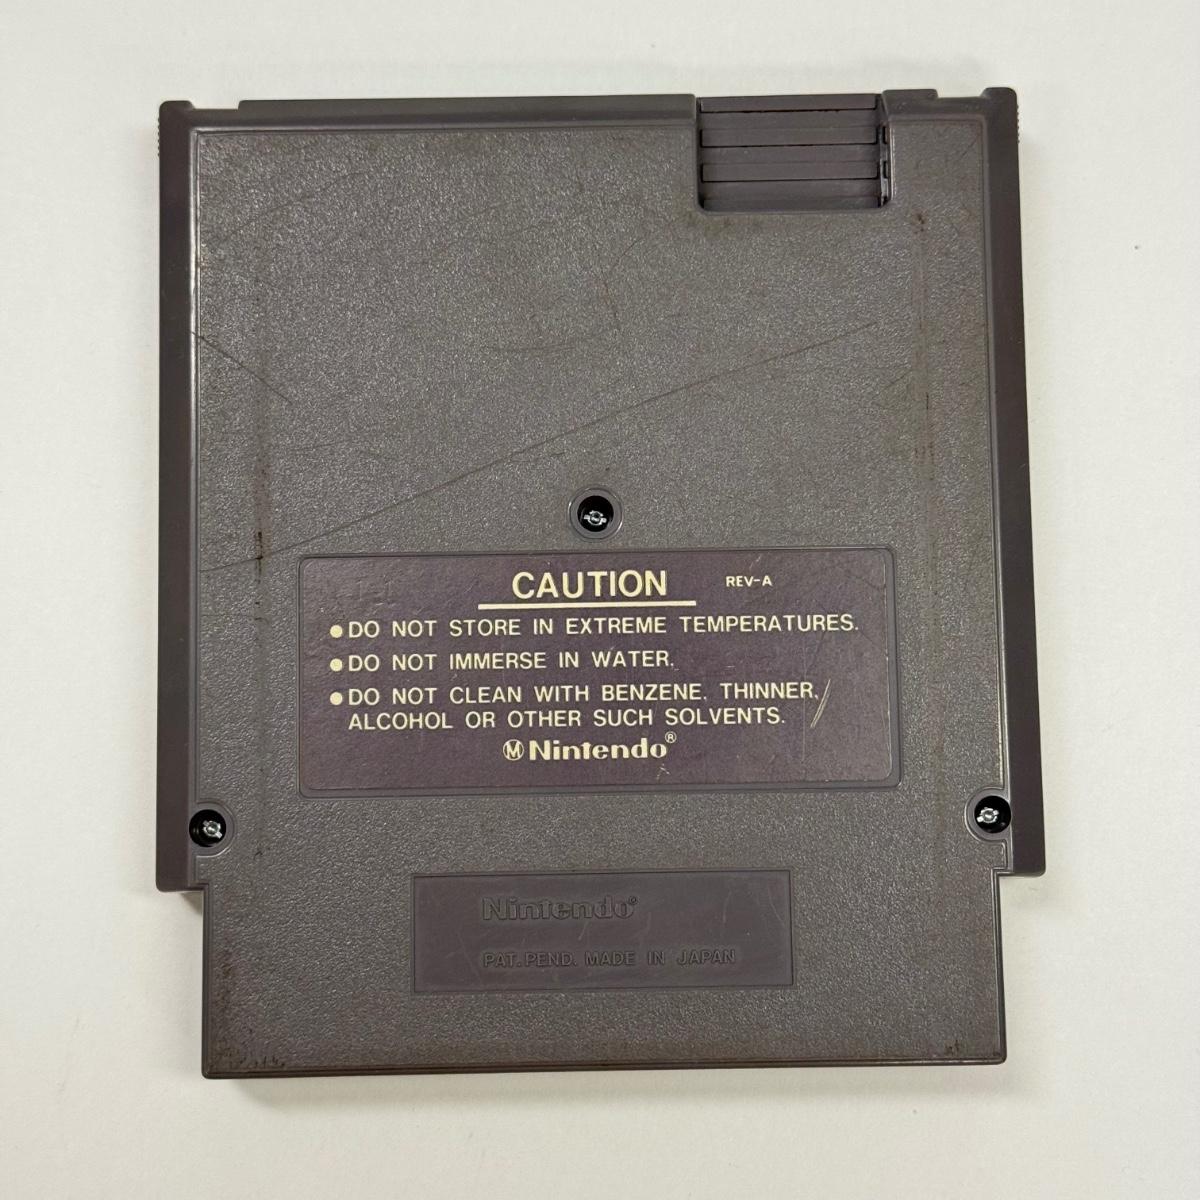 CAUTION REV-A
●DO NOT STORE IN EXTREME TEMPERATURES.
●DO NOT IMMERSE IN WATER.
●DO NOT CLEAN WITH BENZENE. THINNER,
ALCOHOL OR OTHER SUCH SOLVENTS.
Ⓜ Nintendo®
Nintendo®
PAT. PEND. MADE IN JAPAN